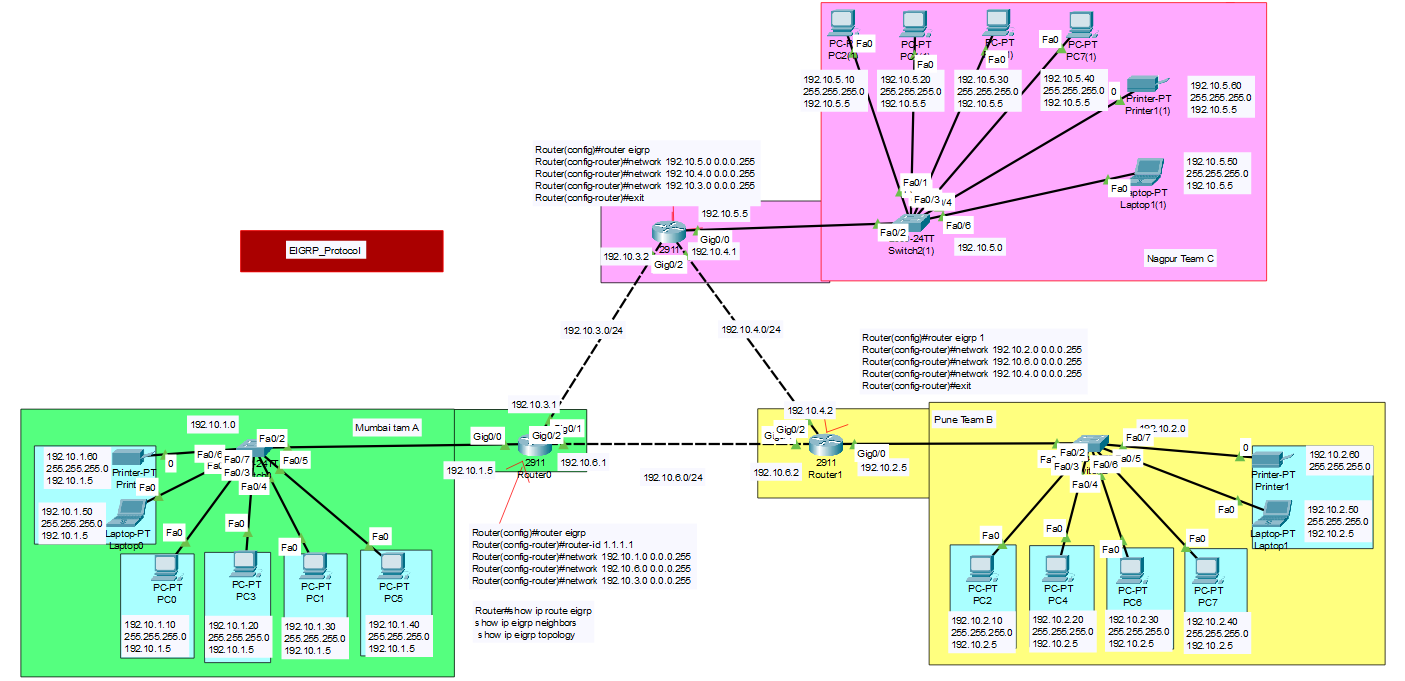 PC-PT
PC2(1)
Fa0
PC-PT
Fa0
PC-PT
Fa0
Fa0
PC-PT
PC7(1)
192.10.5.10
255.255.255.0
192.10.5.5
192.10.5.20
255.255.255.0
192.10.5.5
192.10.5.30
255.255.255.0
192.10.5.5
192.10.5.40
255.255.255.0
192.10.5.5
0
Printer-PT
Printer1(1)
192.10.5.60
255.255.255.0
192.10.5.5
192.10.5.50
255.255.255.0
192.10.5.5
Fa0
Laptop1(1)
Fa0/1
Fa0/3
Fa0/2
Fa0/6
Switch2(1)
192.10.5.0
Nagpur Team C
Router(config)#router eigrp
Router(config-router)#network 192.10.5.0 0.0.0.255
Router(config-router)#network 192.10.4.0 0.0.0.255
Router(config-router)#network 192.10.3.0 0.0.0.255
Router(config-router)#exit
192.10.5.5
Gig0/0
2911
192.10.3.2
192.10.4.1
Gig0/2
EIGRP_Protocol
192.10.3.0/24
192.10.4.0/24
Router(config)#router eigrp 1
Router(config-router)#network 192.10.2.0 0.0.0.255
Router(config-router)#network 192.10.6.0 0.0.0.255
Router(config-router)#network 192.10.4.0 0.0.0.255
Router(config-router)#exit
192.10.1.0
Mumbai tam A
192.10.3.1
Fa0/2
Gig0/0
Gig0/2
192.10.1.60
255.255.255.0
192.10.1.5
Printer-PT
0
Fa0/6
Fa0/7
Fa0/5
Fa0/3
Fa0/4
192.10.1.5
2911
Router0
192.10.6.1
192.10.1.50
255.255.255.0
192.10.1.5
Fa0
Laptop-PT
Laptop0
Fa0
Fa0
Fa0
Fa0
PC-PT
PC0
PC-PT
PC3
PC-PT
PC1
PC-PT
PC5
192.10.1.10
255.255.255.0
192.10.1.5
192.10.1.20
255.255.255.0
192.10.1.5
192.10.1.30
255.255.255.0
192.10.1.5
192.10.1.40
255.255.255.0
192.10.1.5
192.10.6.0/24
Router(config)#router eigrp
Router(config-router)#router-id 1.1.1.1
Router(config-router)#network 192.10.1.0 0.0.0.255
Router(config-router)#network 192.10.6.0 0.0.0.255
Router(config-router)#network 192.10.3.0 0.0.0.255
Router#show ip route eigrp
show ip eigrp neighbors
show ip eigrp topology
192.10.4.2
Gig0/2
Pune Team B
192.10.6.2
2911
Router1
Gig0/0
192.10.2.5
192.10.2.0
Fa0/7
Fa0/2
Fa0/5
Fa0/3
Fa0/6
Fa0/4
0
Printer-PT
Printer1
192.10.2.60
255.255.255.0
Fa0
Laptop-PT
Laptop1
192.10.2.50
255.255.255.0
192.10.2.5
Fa0
Fa0
Fa0
Fa0
PC-PT
PC2
PC-PT
PC4
PC-PT
PC6
PC-PT
PC7
192.10.2.10
255.255.255.0
192.10.2.5
192.10.2.20
255.255.255.0
192.10.2.5
192.10.2.30
255.255.255.0
192.10.2.5
192.10.2.40
255.255.255.0
192.10.2.5